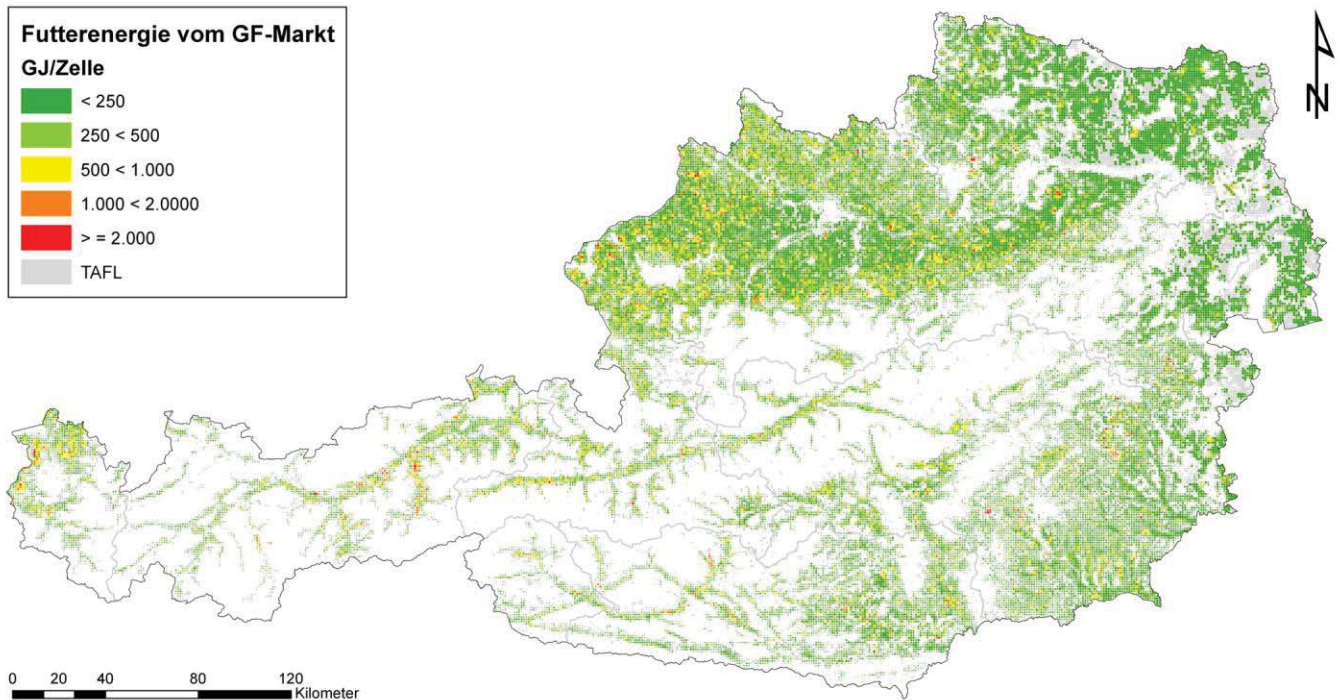 Futterenergie vom GF-Markt
GJ/Zelle
< 250
250 < 500
500 < 1.000
1.000 < 2.0000
> = 2.000
TAFL
N
0 20 40 80 120
Kilometer